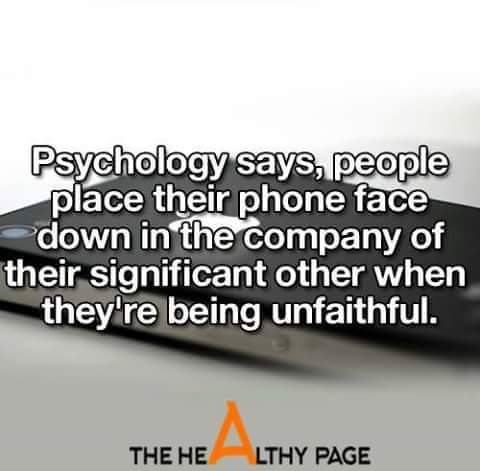 Psychology says, people
place their phone face
down in the company of
their significant other when
they're being unfaithful.
THE HEALTHY PAGE